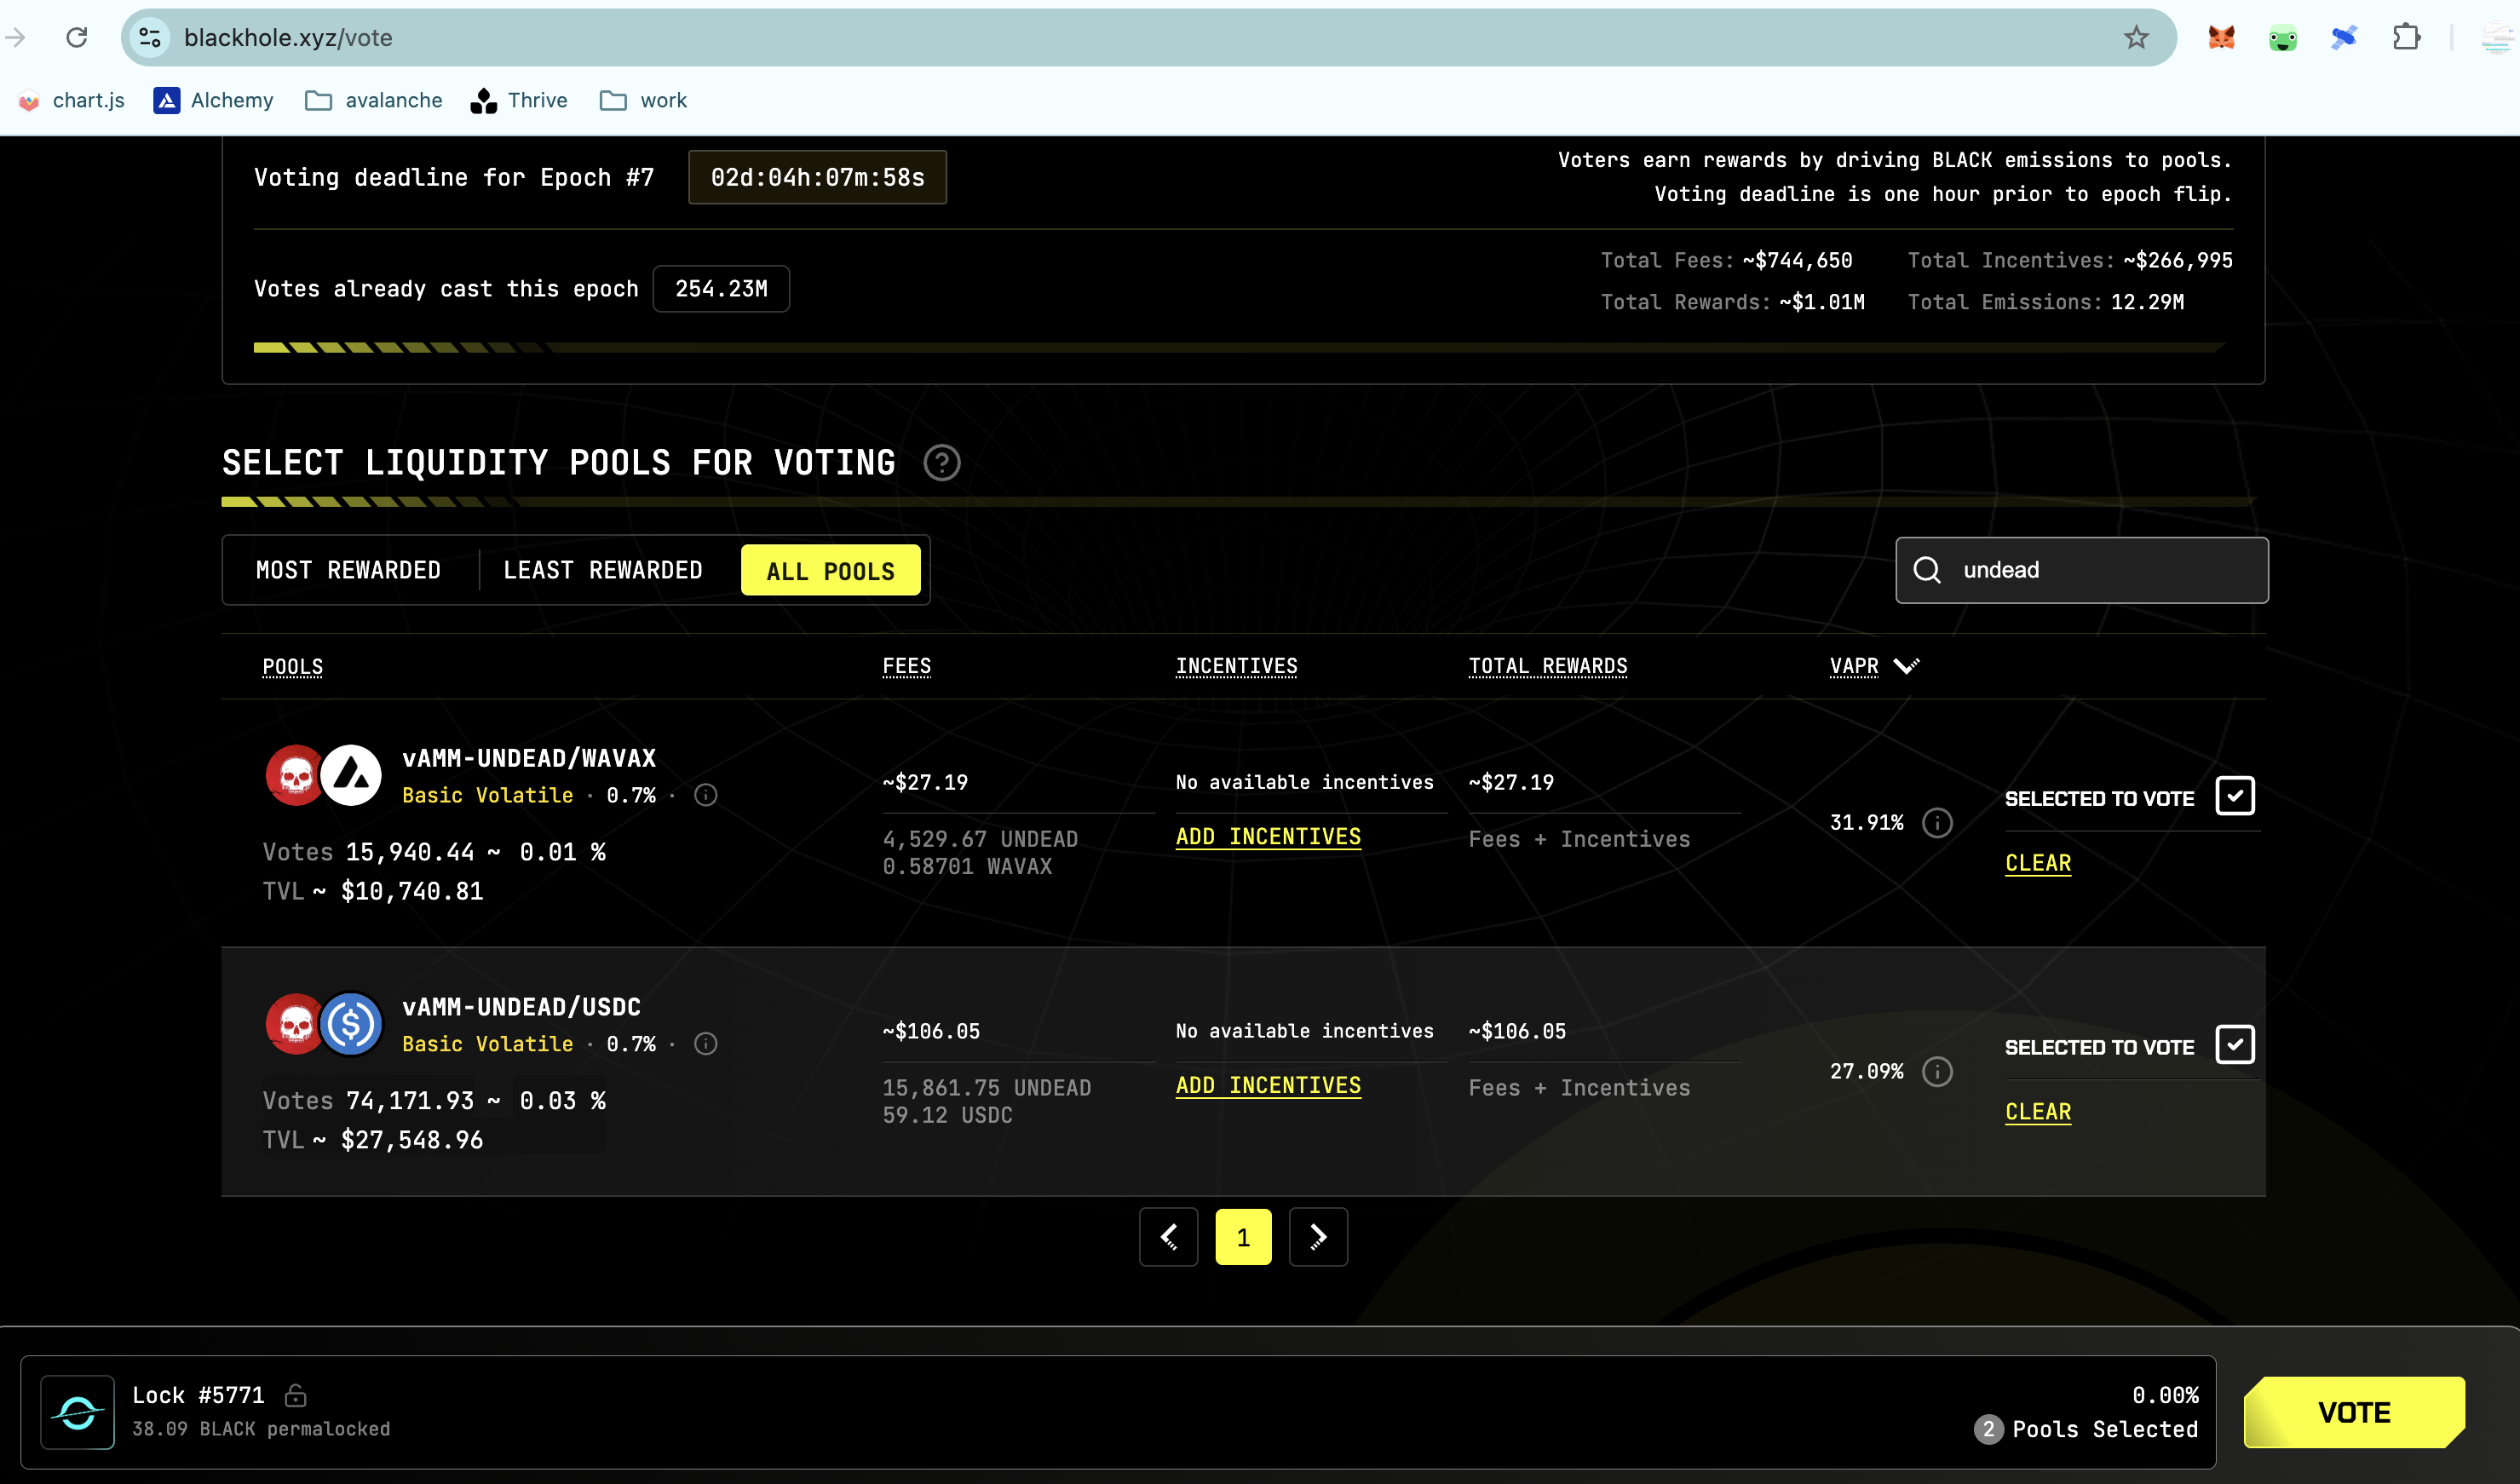 blackhole.xyz/vote
chart.js
Alchemy
avalanche
Thrive
work
Voting deadline for Epoch #7 02d:04h:07m:58s
Voters earn rewards by driving BLACK emissions to pools.
Voting deadline is one hour prior to epoch flip.
Votes already cast this epoch 254.23M
Total Fees: ~$744,650 Total Incentives: ~$266,995
Total Rewards: ~$1.01M Total Emissions: 12.29M
SELECT LIQUIDITY POOLS FOR VOTING ?
MOST REWARDED LEAST REWARDED ALL POOLS
undead
POOLS FEES INCENTIVES TOTAL REWARDS VAPR
vAMM-UNDEAD/WAVAX
Basic Volatile · 0.7% ·
Votes 15,940.44 ~ 0.01 %
TVL ~ $10,740.81
~$27.19
4,529.67 UNDEAD
0.58701 WAVAX
No available incentives
ADD INCENTIVES
~$27.19
Fees + Incentives
31.91%
SELECTED TO VOTE
CLEAR
vAMM-UNDEAD/USDC
Basic Volatile · 0.7% ·
Votes 74,171.93 ~ 0.03 %
TVL ~ $27,548.96
~$106.05
15,861.75 UNDEAD
59.12 USDC
No available incentives
ADD INCENTIVES
~$106.05
Fees + Incentives
27.09%
SELECTED TO VOTE
CLEAR
1
Lock #5771
38.09 BLACK permalocked
0.00%
2 Pools Selected
VOTE